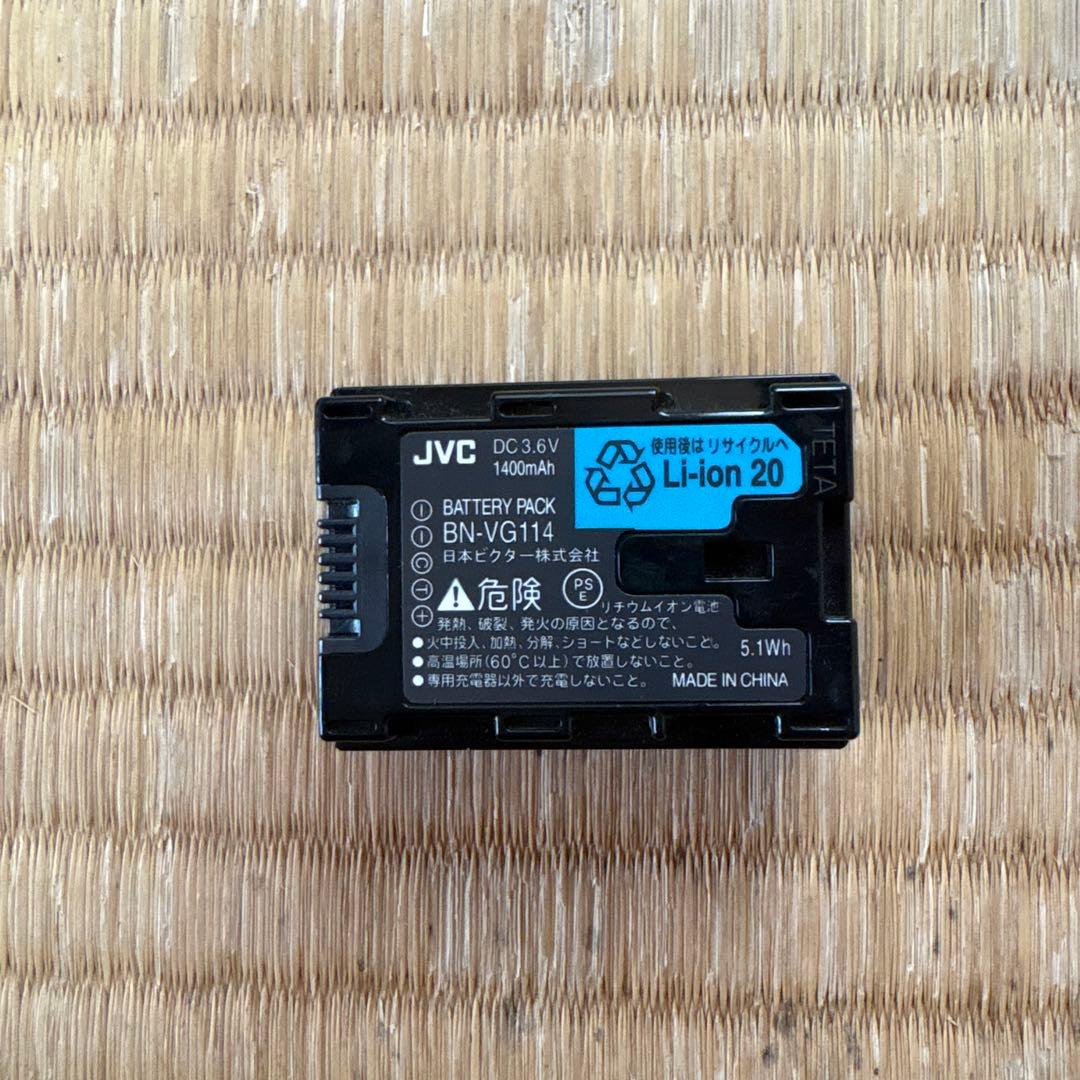 JVC DC 3.6V
1400mAh
使用後はリサイクルへ
Li-ion 20
BATTERY PACK
BN-VG114
日本ビクター株式会社
危険
PS
E
リチウムイオン電池
発熱、破裂、発火の原因となるので、
●火中投入、加熱、分解、ショートなどしないこと。
●高温場所(60°C以上)で放置しないこと。
●専用充電器以外で充電しないこと。
5.1Wh
MADE IN CHINA
⊖
⊖
Ⓒ
Ⓣ
⊕
TETA